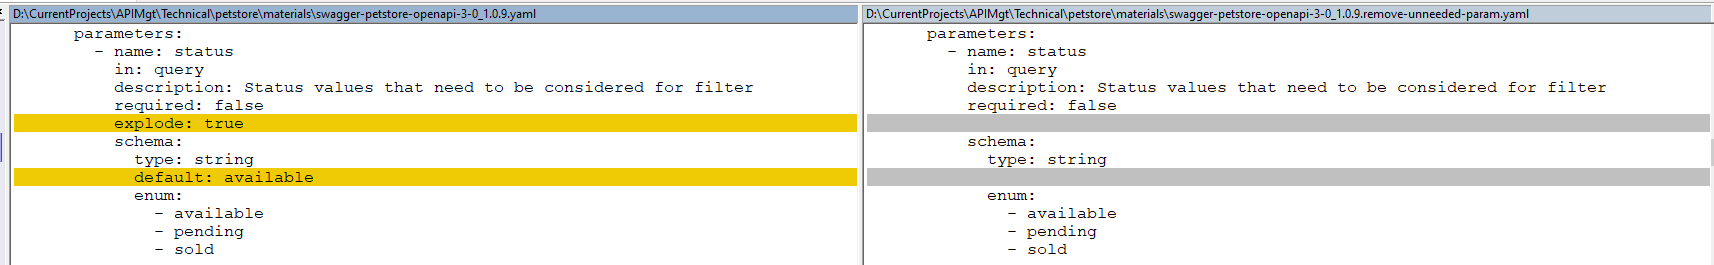 D:\CurrentProjects\APIMgt\Technical\petstore\materials\swagger-petstore-openapi-3-0_1.0.9.yaml
parameters:
  - name: status
    in: query
    description: Status values that need to be considered for filter
    required: false
    explode: true
    schema:
      type: string
      default: available
      enum:
        - available
        - pending
        - sold
D:\CurrentProjects\APIMgt\Technical\petstore\materials\swagger-petstore-openapi-3-0_1.0.9.remove-unneeded-param.yaml
parameters:
  - name: status
    in: query
    description: Status values that need to be considered for filter
    required: false
    schema:
      type: string
      enum:
        - available
        - pending
        - sold